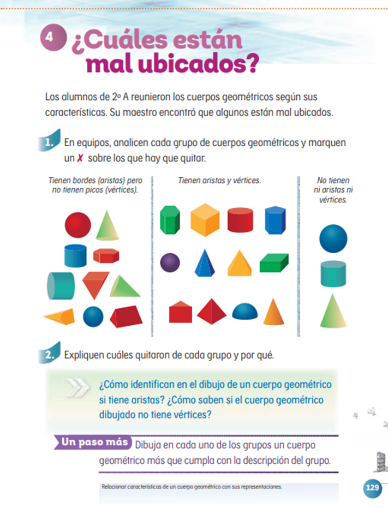 4 ¿Cuáles están
mal ubicados?
Los alumnos de 2º A reunieron los cuerpos geométricos según sus
características. Su maestro encontró que algunos están mal ubicados.
1. En equipos, analicen cada grupo de cuerpos geométricos y marquen
un ✗ sobre los que hay que quitar.
Tienen bordes (aristas) pero
no tienen picos (vértices).
Tienen aristas y vértices.
No tienen
ni aristas ni
vértices.
2. Expliquen cuáles quitaron de cada grupo y por qué.
¿Cómo identifican en el dibujo de un cuerpo geométrico
si tiene aristas? ¿Cómo saben si el cuerpo geométrico
dibujado no tiene vértices?
Un paso más Dibuja en cada uno de los grupos un cuerpo
geométrico más que cumpla con la descripción del grupo.
Relacionar características de un cuerpo geométrico con sus representaciones.
129